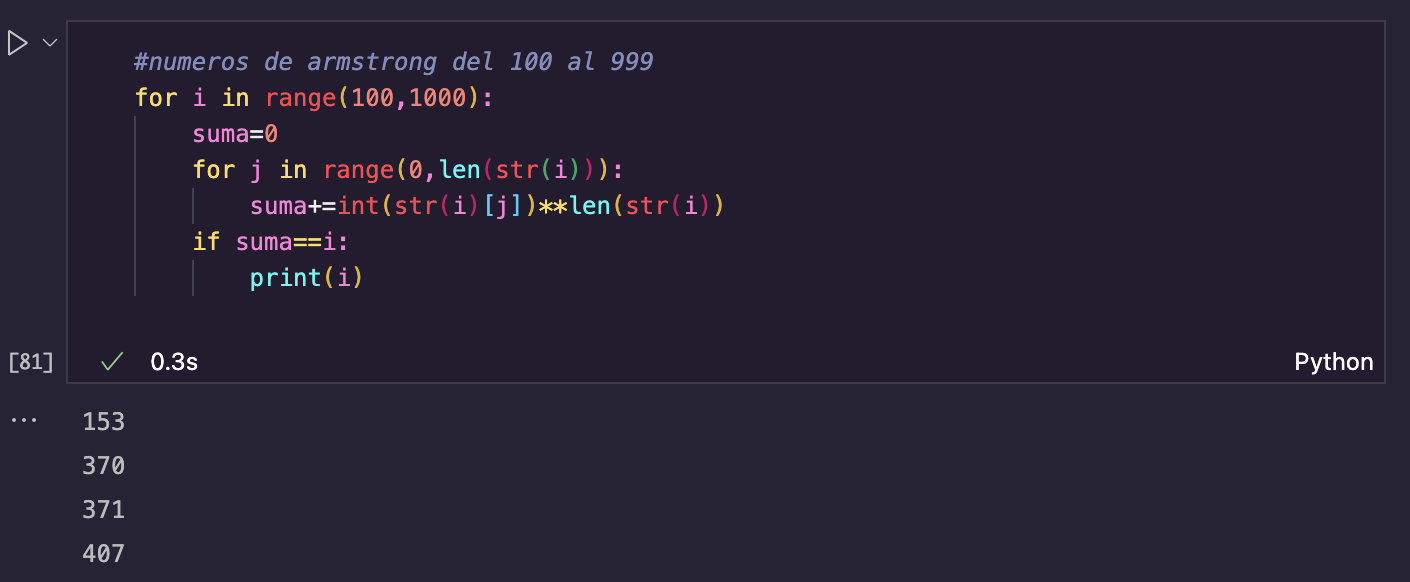 #numeros de armstrong del 100 al 999
for i in range(100,1000):
    suma=0
    for j in range(0,len(str(i))):
        suma+=int(str(i)[j])**len(str(i))
    if suma==i:
        print(i)
[81] 0.3s Python
... 153
370
371
407